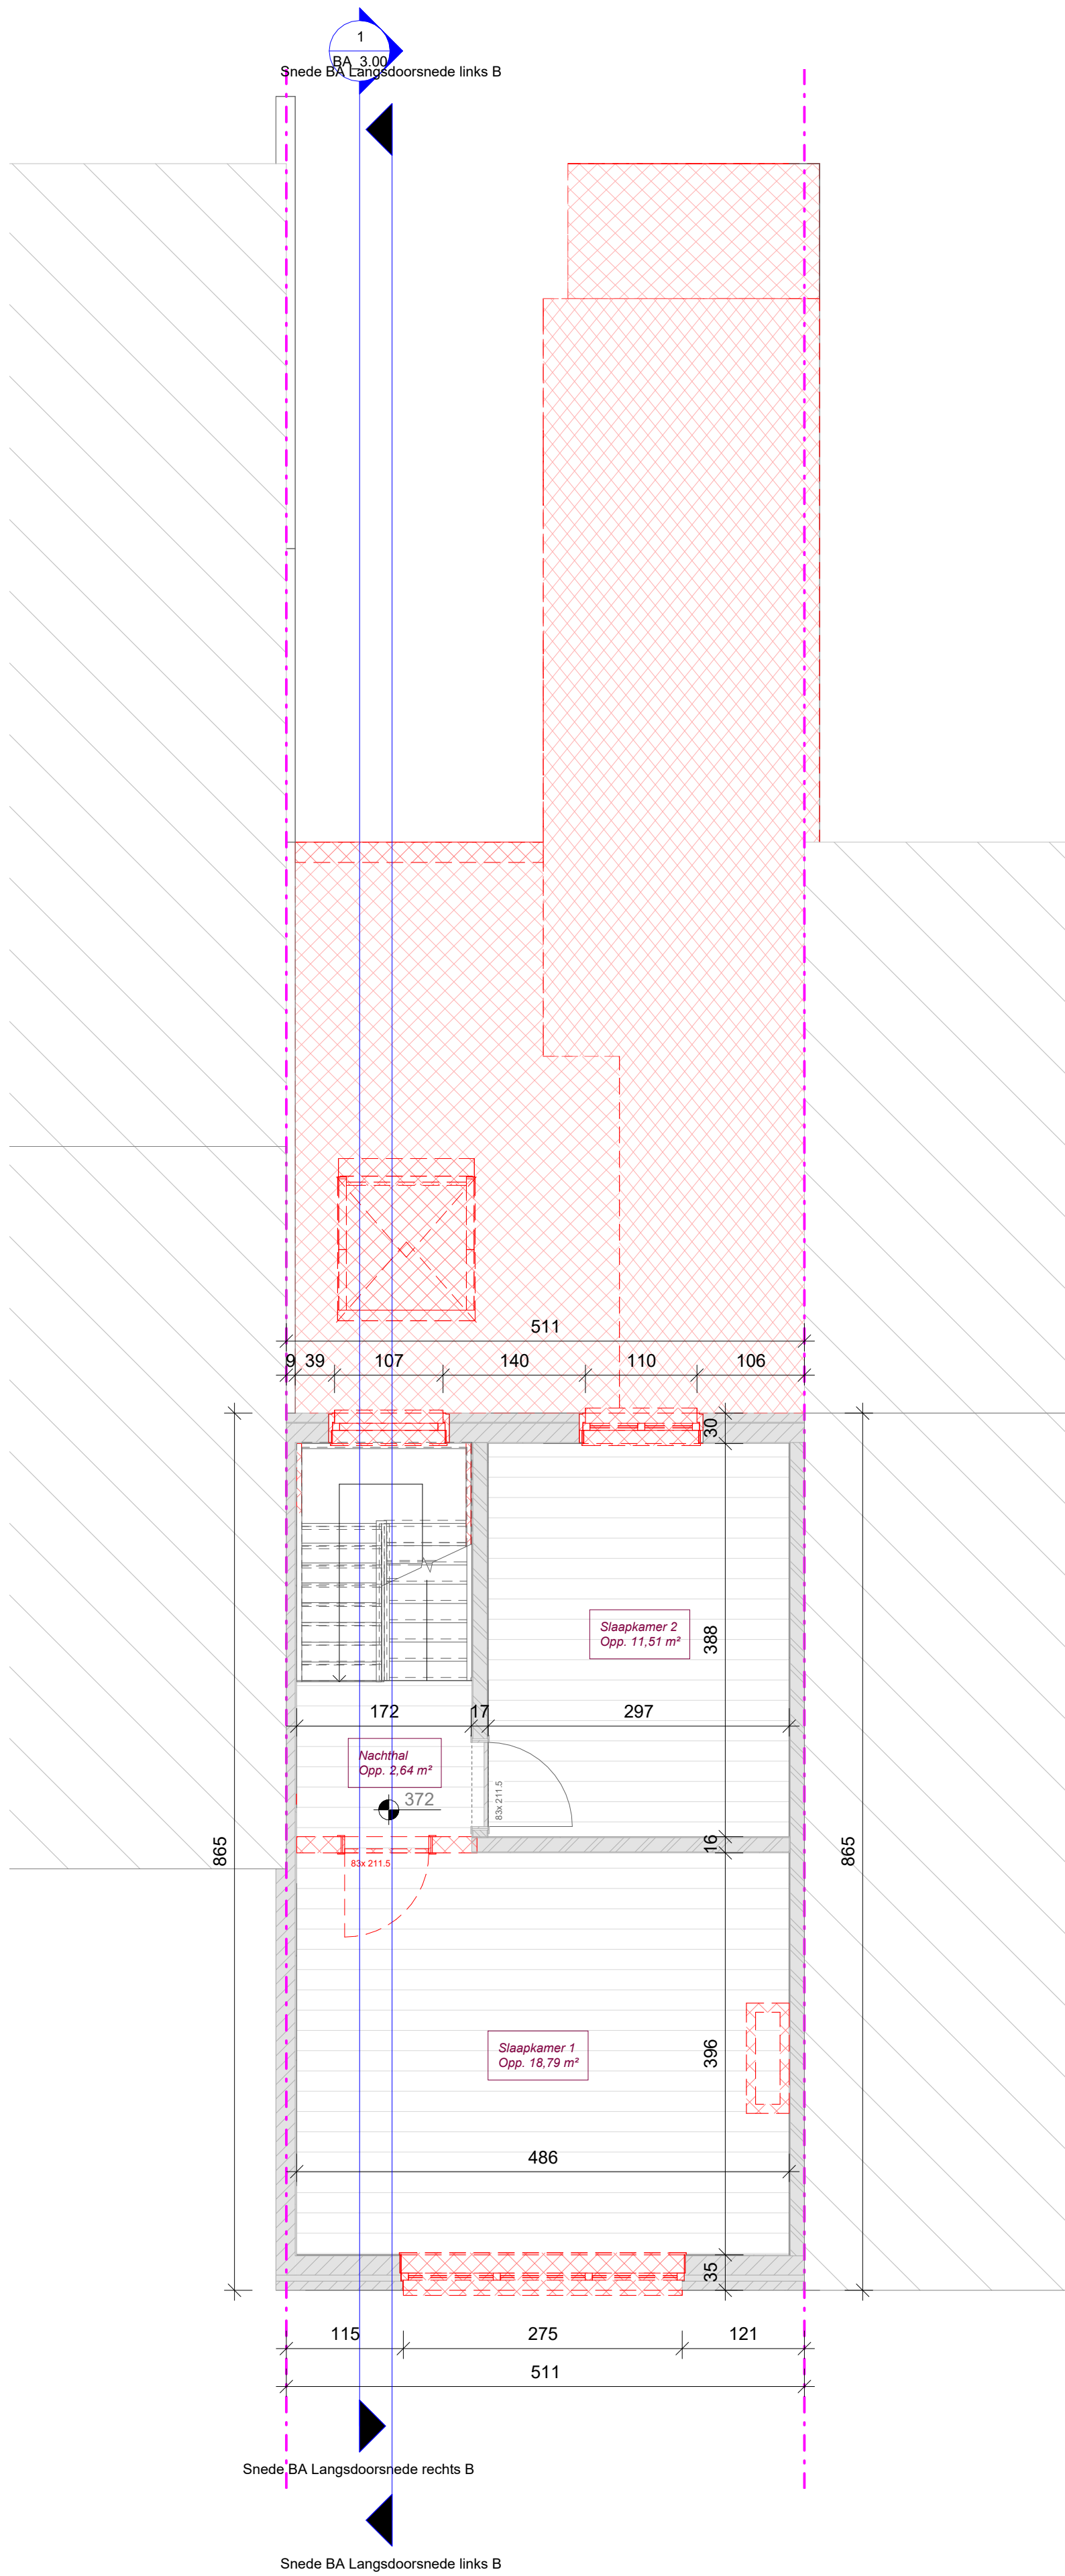 1
BA_3.00
Snede BA Langsdoorsnede links B
511
9
39
107
140
110
106
30
388
Slaapkamer 2
Opp. 11,51 m²
172
17
297
Nachthal
Opp. 2,64 m²
372
83x 211.5
865
16
865
83x 211.5
Slaapkamer 1
Opp. 18,79 m²
396
486
35
115
275
121
511
Snede BA Langsdoorsnede rechts B
Snede BA Langsdoorsnede links B